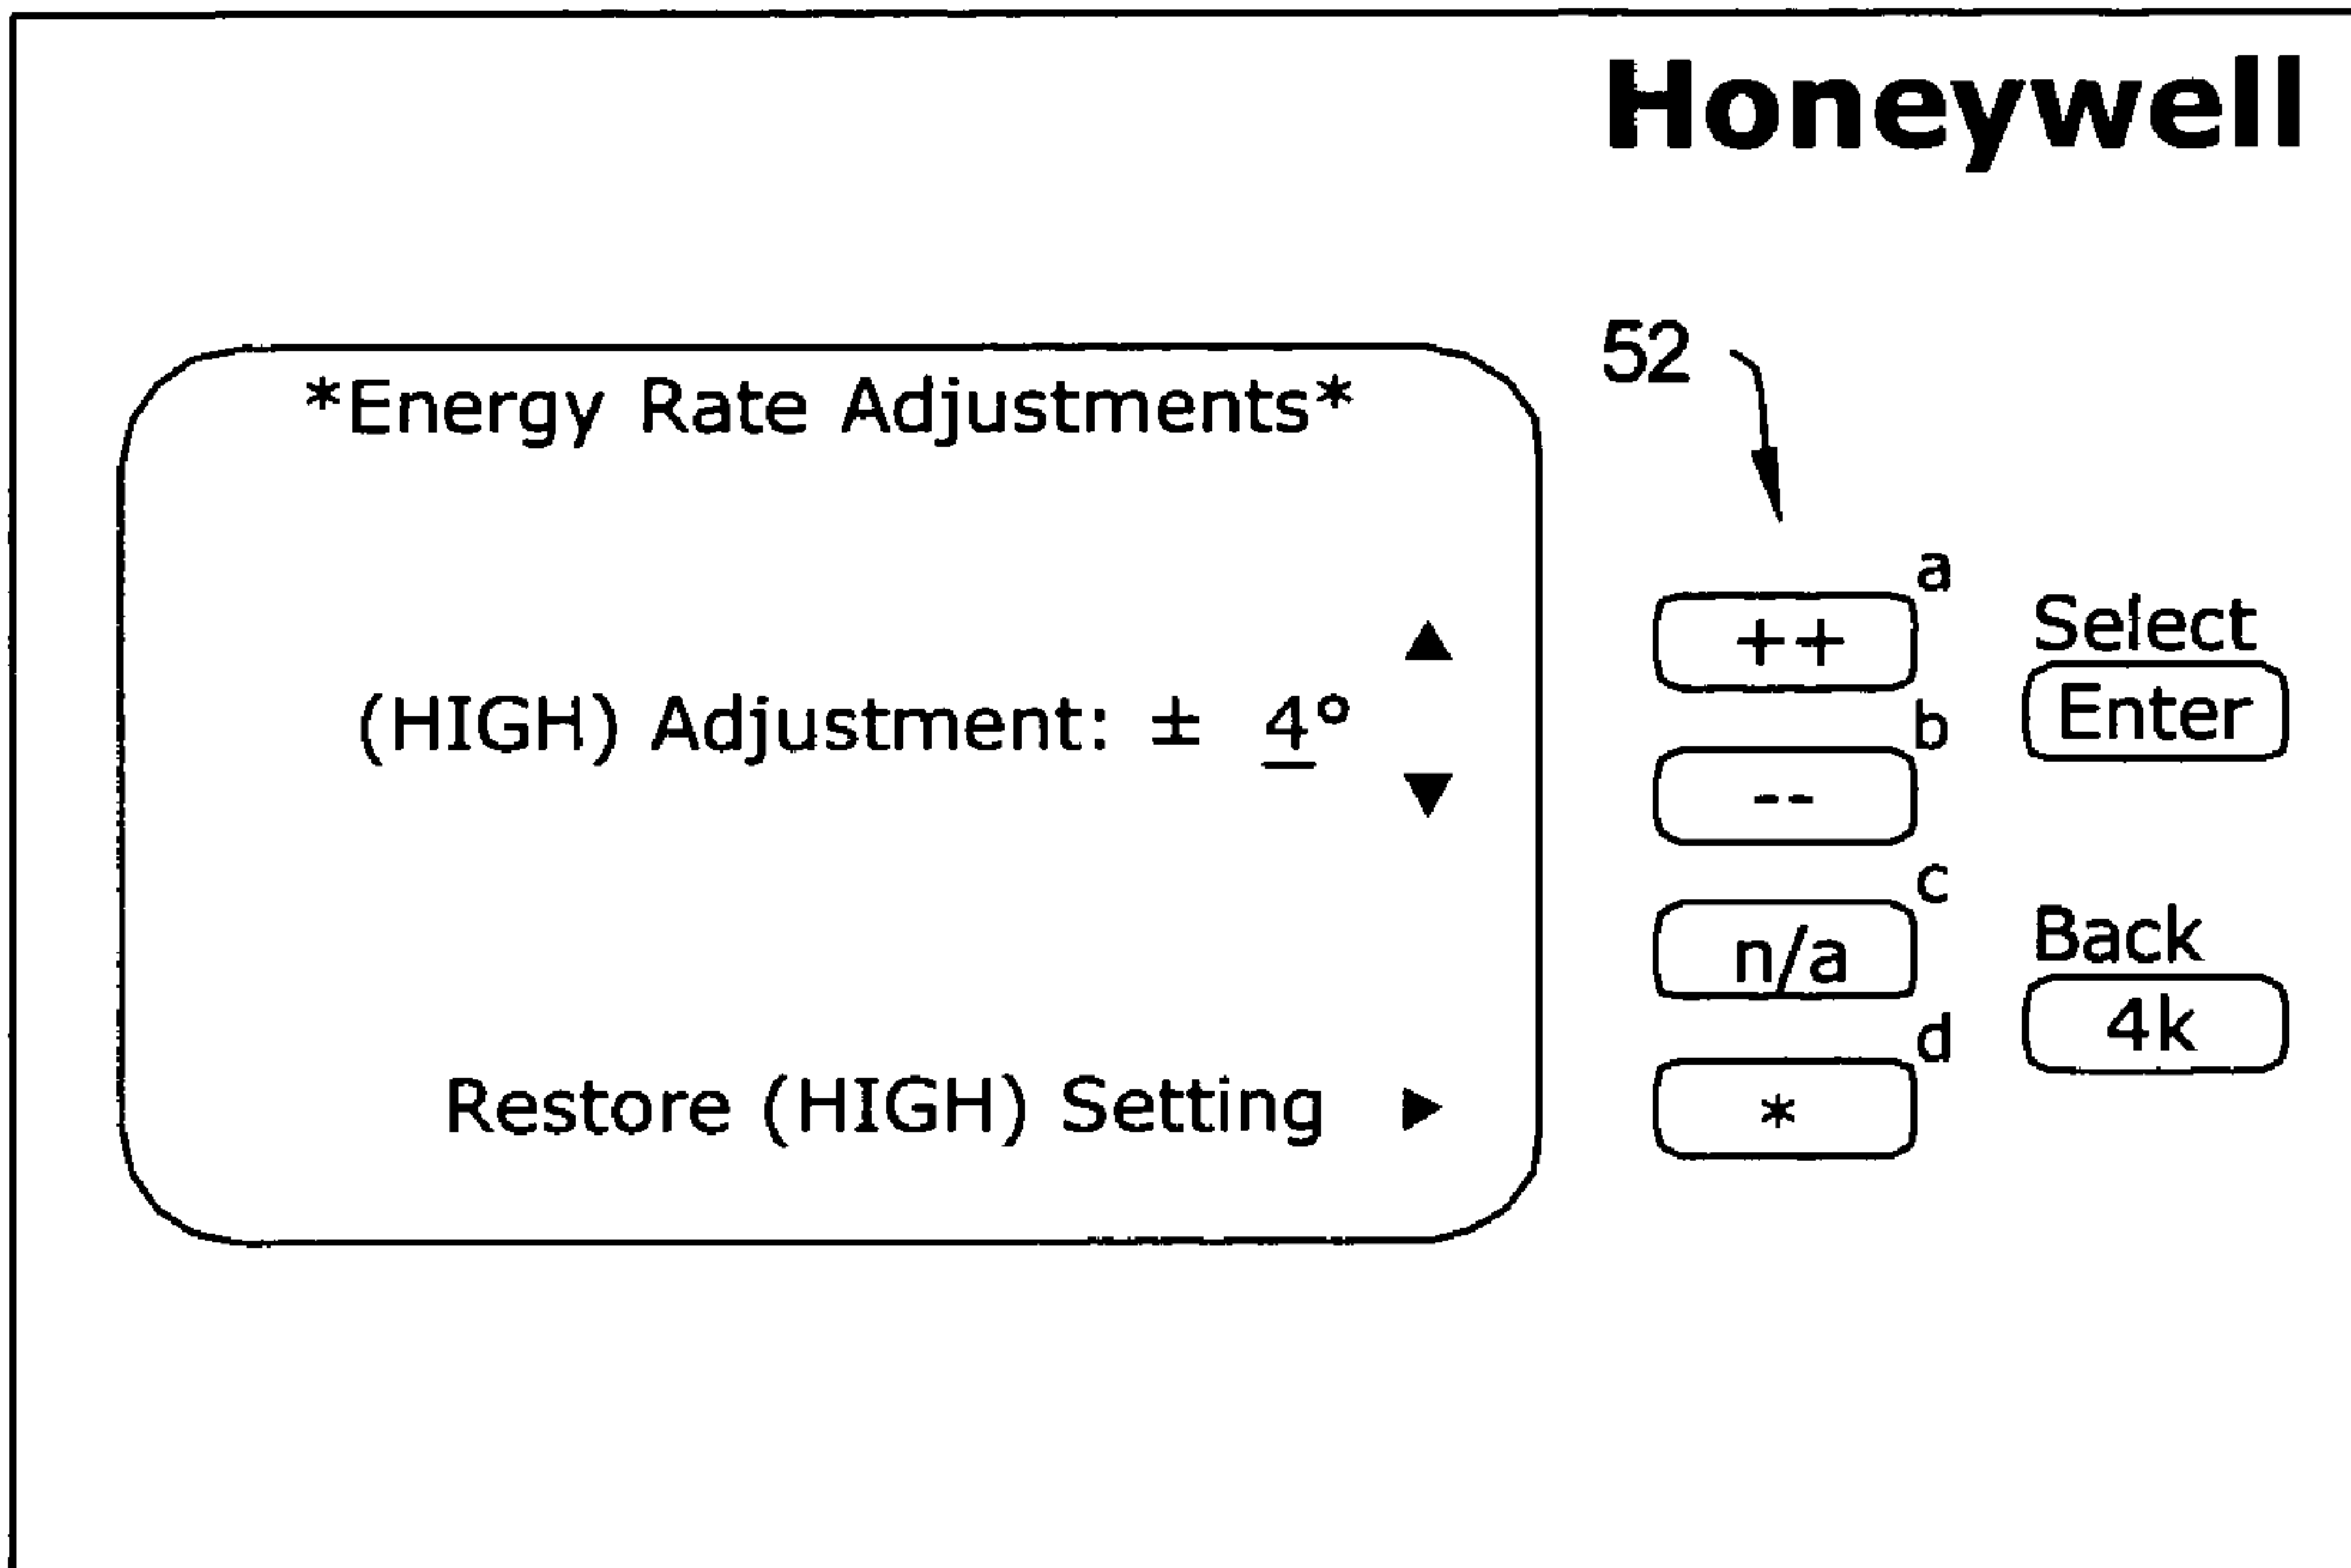 Honeywell
52
*Energy Rate Adjustments*
(HIGH) Adjustment: ± 4°
Restore (HIGH) Setting
a
++
b
--
c
n/a
d
*
Select
Enter
Back
4k